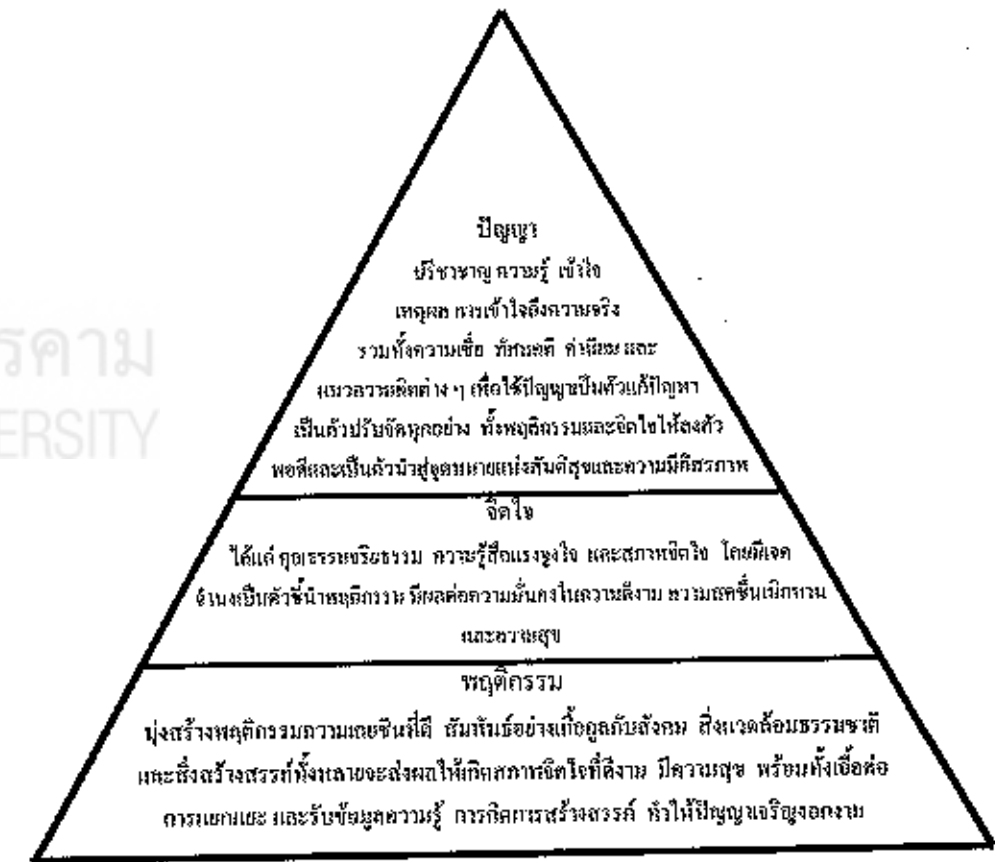 ปัญญา
ปรีชาชาญ ความรู้ เข้าใจ
เหตุผล การเข้าใจถึงความจริง
รวมทั้งความเชื่อ ทัศนคติ ค่านิยม และ
แนวความคิดต่าง ๆ เพื่อใช้ปัญญาเป็นตัวแก้ปัญหา
เป็นตัวปรับจัดทุกอย่าง ทั้งพฤติกรรมและจิตใจให้ลงตัว
พอดีและเป็นตัวนำสู่จุดหมายแห่งสันติสุขและความมีอิสรภาพ
จิตใจ
ได้แก่ คุณธรรมจริยธรรม ความรู้สึกแรงจูงใจ และสภาพจิตใจ โดยมีเจต
จำนงเป็นตัวชี้นำพฤติกรรม มีผลต่อความมั่นคงในความดีงาม ความสดชื่นเบิกบาน
และความสุข
พฤติกรรม
มุ่งสร้างพฤติกรรมความเคยชินที่ดี สัมพันธ์อย่างเกื้อกูลกับสังคม สิ่งแวดล้อมธรรมชาติ
และสิ่งสร้างสรรค์ทั้งหลายจะส่งผลให้เกิดสภาพจิตใจที่ดีงาม มีความสุข พร้อมทั้งเอื้อต่อ
การแยกแยะ และรับข้อมูลความรู้ การคิดการสร้างสรรค์ ทำให้ปัญญาเจริญงอกงาม
รคาม
ERSITY